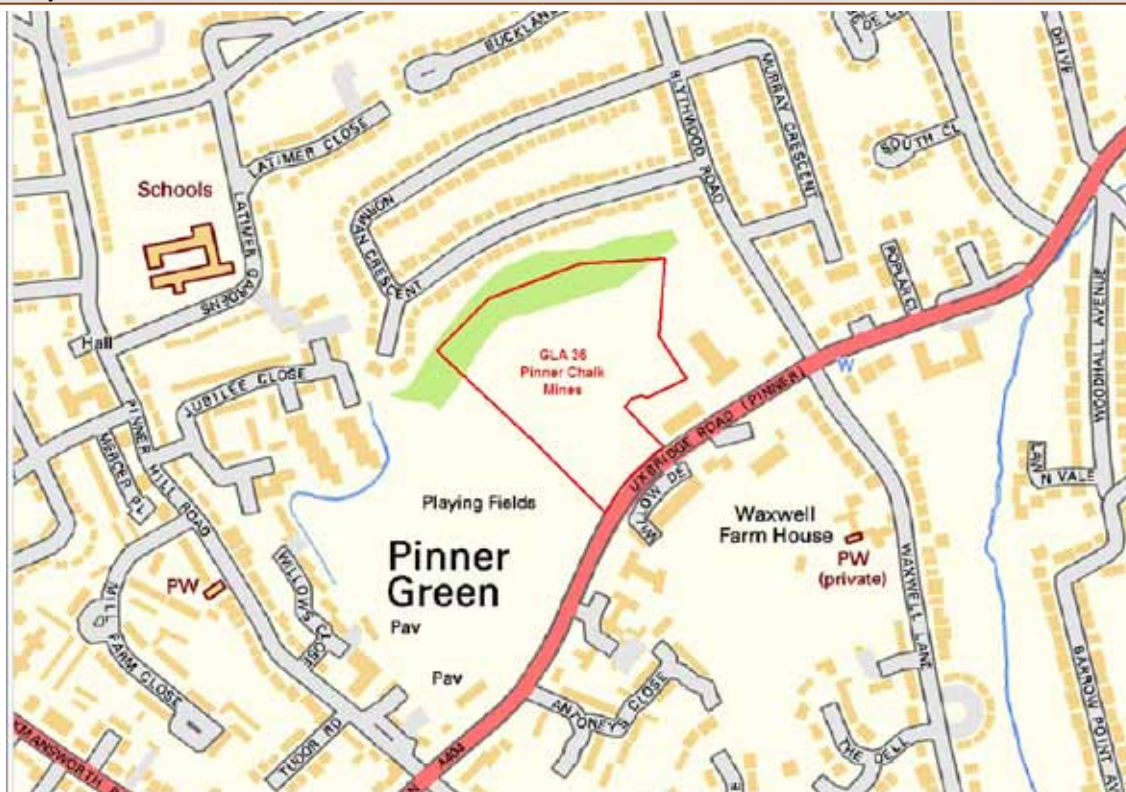 BUCKLAND
DRIVE
MURRAY CRESCENT
BLYTHWOOD ROAD
SOUTH CL
LATIMER CLOSE
Schools
LATIMER GARDENS
NORMAN CRESCENT
POPLAR CL
WOODHALL AVENUE
Hall
GLA 36
Pinner Chalk
Mines
W
JUBILEE CLOSE
UXBRIDGE ROAD (PINNER)
PINNER HILL ROAD
MERCER PL
Playing Fields
WILLOW DE
Waxwell
Farm House
PW
(private)
Pinner
Green
PW
WILLOWS CLOSE
MILL FARM CLOSE
Pav
Pav
WAXWELL LANE
BARROW POINT AV
ANTONEY'S CLOSE
THE DELL
TUDOR RD
A404
KMANSWORTH